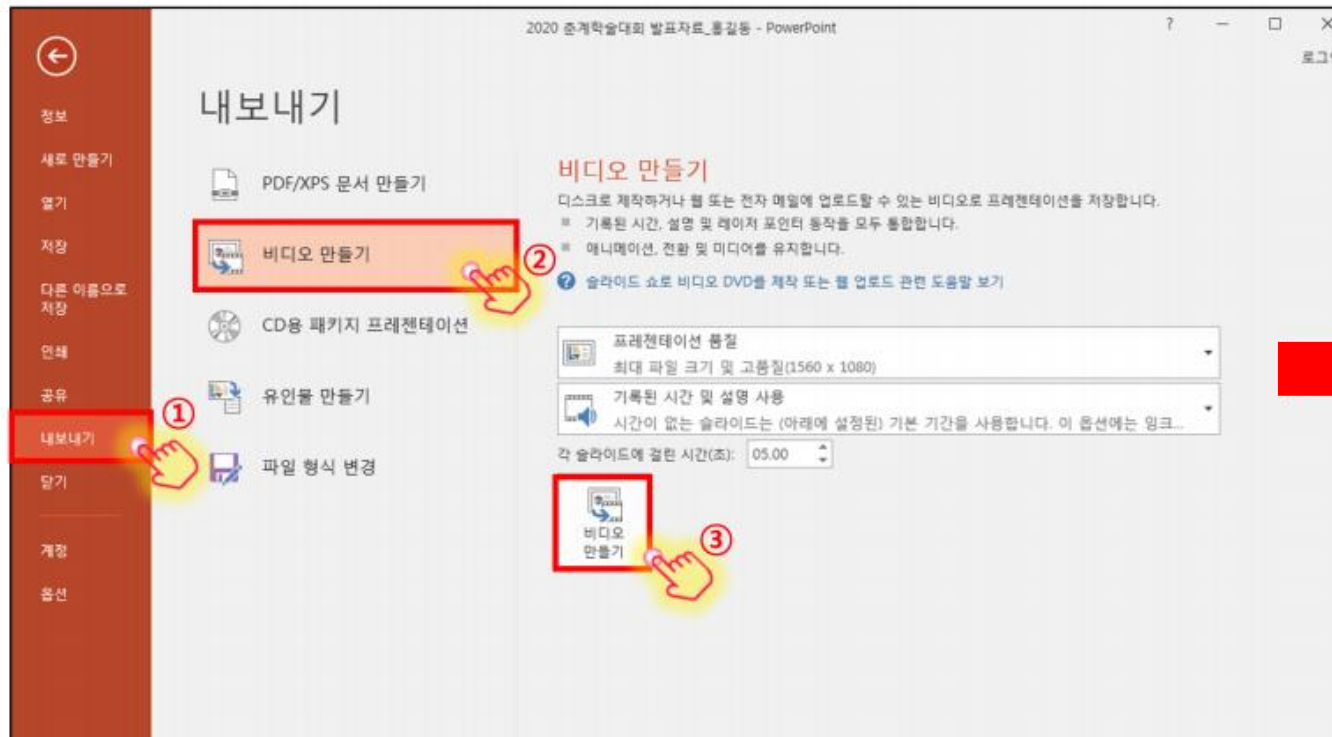 2020 춘계학술대회 발표자료_홍길동 - PowerPoint
?
로그인
정보
새로 만들기
열기
저장
다른 이름으로
저장
인쇄
공유
내보내기
닫기
계정
옵션
내보내기
PDF/XPS 문서 만들기
비디오 만들기
CD용 패키지 프레젠테이션
유인물 만들기
파일 형식 변경
①
②
비디오 만들기
디스크로 제작하거나 웹 또는 전자 메일에 업로드할 수 있는 비디오로 프레젠테이션을 저장합니다.
기록된 시간, 설명 및 레이저 포인터 동작을 모두 통합합니다.
애니메이션, 전환 및 미디어를 유지합니다.
슬라이드 쇼로 비디오 DVD를 제작 또는 웹 업로드 관련 도움말 보기
프레젠테이션 품질
최대 파일 크기 및 고품질(1560 x 1080)
기록된 시간 및 설명 사용
시간이 없는 슬라이드는 (아래에 설정된) 기본 기간을 사용합니다. 이 옵션에는 잉크...
각 슬라이드에 걸린 시간(초): 05.00
비디오
만들기
③